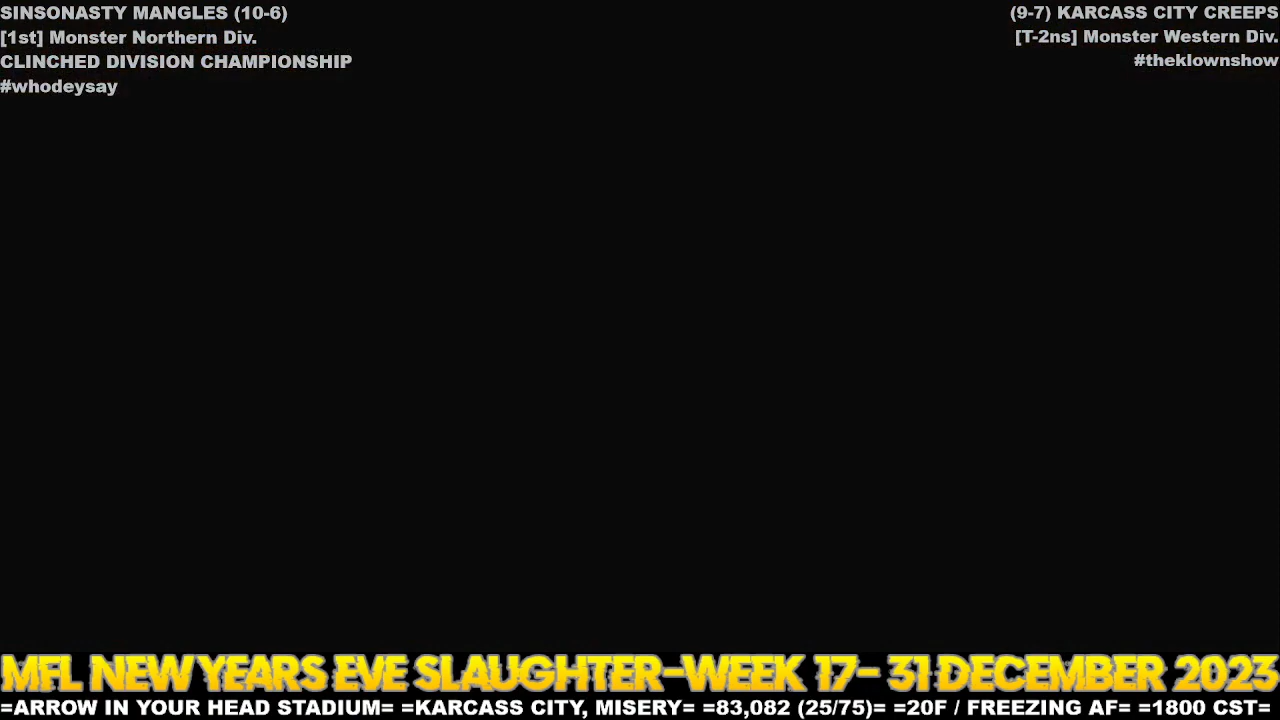 SINSONASTY MANGLES (10-6)
[1st] Monster Northern Div.
CLINCHED DIVISION CHAMPIONSHIP
#whodeysay
(9-7) KARCASS CITY CREEPS
[T-2ns] Monster Western Div.
#theklownshow
MFL NEW YEARS EVE SLAUGHTER-WEEK 17- 31 DECEMBER 2023
=ARROW IN YOUR HEAD STADIUM= =KARCASS CITY, MISERY= =83,082 (25/75)= =20F / FREEZING AF= =1800 CST=